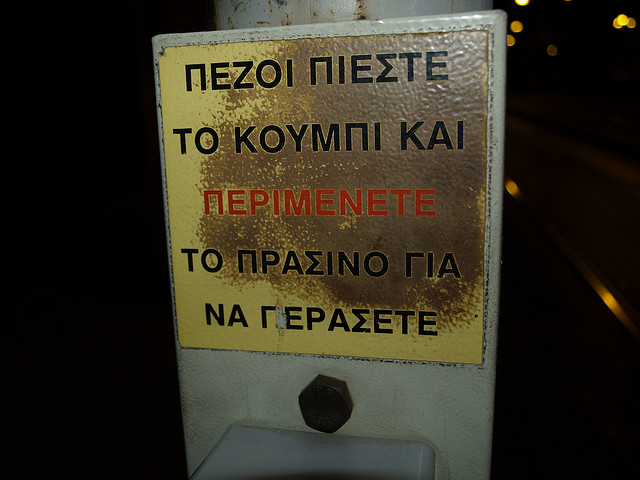 ΠΕΖΟΙ ΠΙΕΣΤΕ
ΤΟ ΚΟΥΜΠΙ ΚΑΙ
ΠΕΡΙΜΕΝΕΤΕ
ΤΟ ΠΡΑΣΙΝΟ ΓΙΑ
ΝΑ ΠΕΡΑΣΕΤΕ